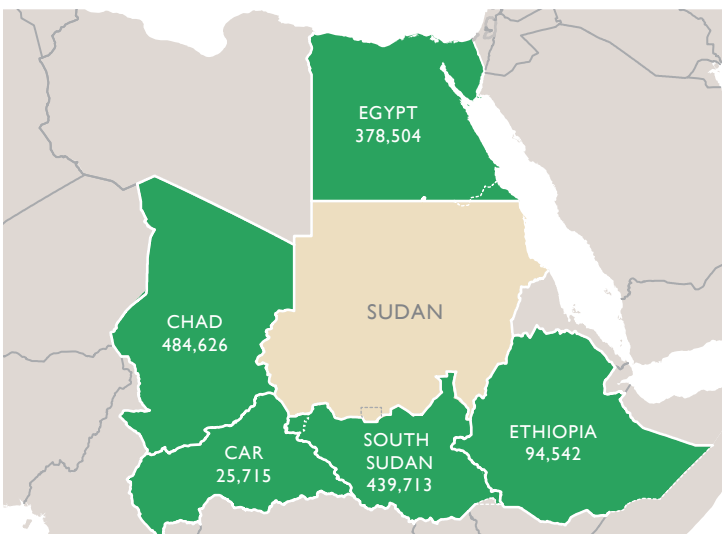 EGYPT
378,504
SUDAN
CHAD
484,626
CAR
25,715
SOUTH
SUDAN
439,713
ETHIOPIA
94,542